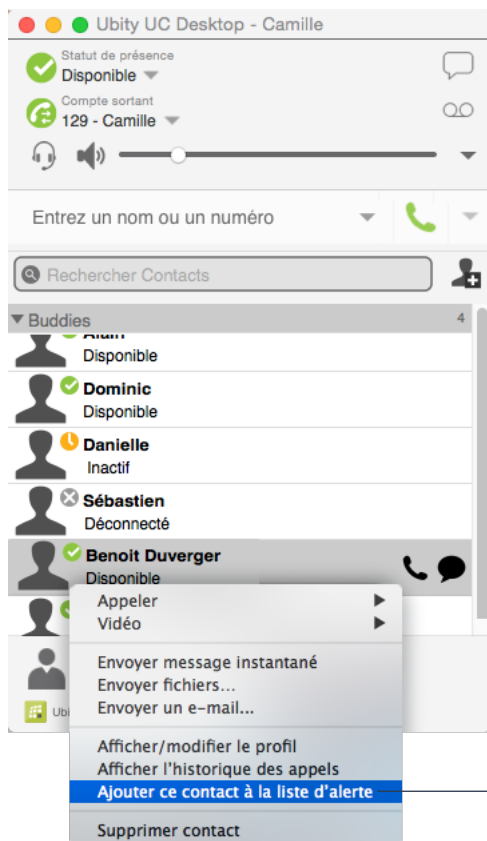 Ubity UC Desktop - Camille
Statut de présence
Disponible
Compte sortant
129 - Camille
Entrez un nom ou un numéro
Rechercher Contacts
Buddies 4
Alain
Disponible
Dominic
Disponible
Danielle
Inactif
Sébastien
Déconnecté
Benoit Duverger
Disponible
Appeler
Vidéo
Envoyer message instantané
Envoyer fichiers...
Envoyer un e-mail...
Ubi
Afficher/modifier le profil
Afficher l'historique des appels
Ajouter ce contact à la liste d'alerte
Supprimer contact